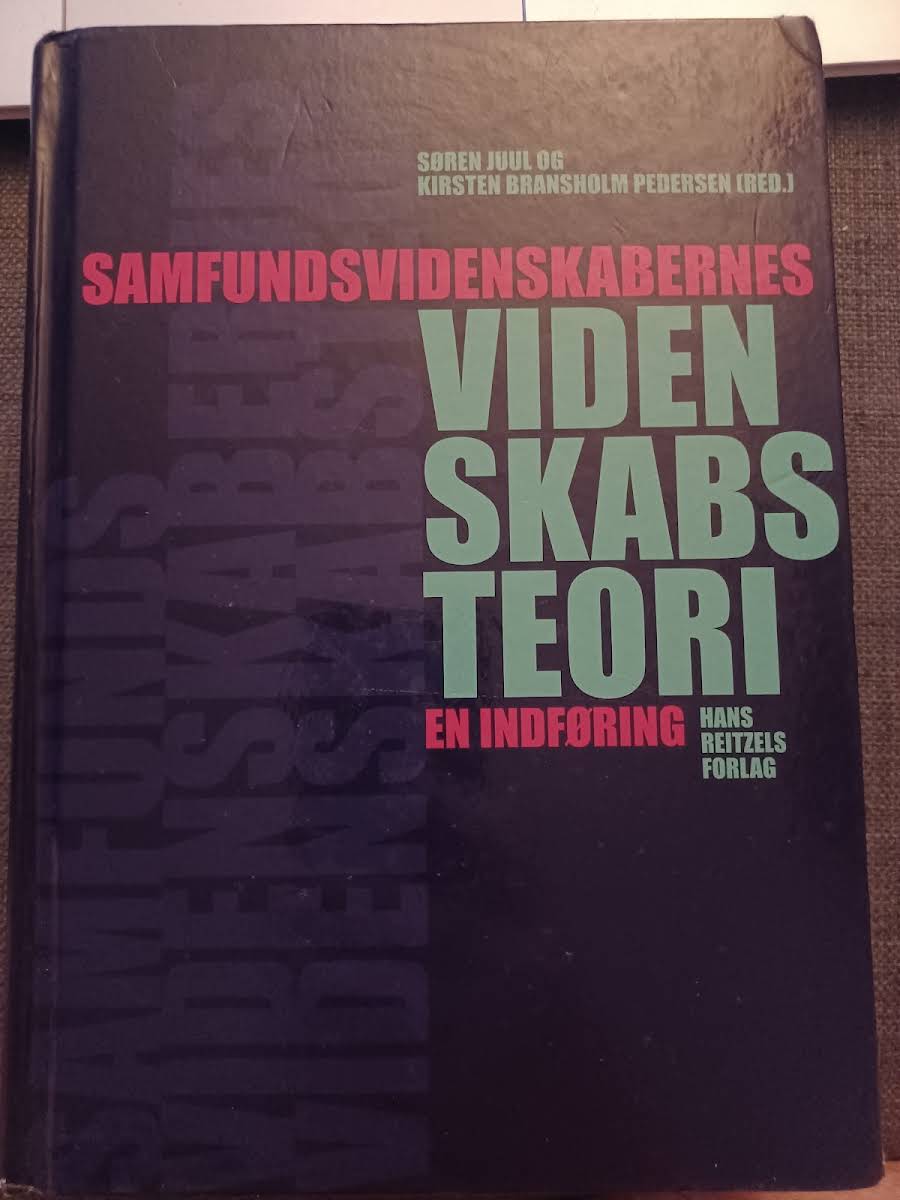 SØREN JUUL OG
KIRSTEN BRANSHOLM PEDERSEN (RED.)
SAMFUNDSVIDENSKABERNES
VIDEN
SKABS
TEORI
EN INDFØRING
HANS
REITZELS
FORLAG